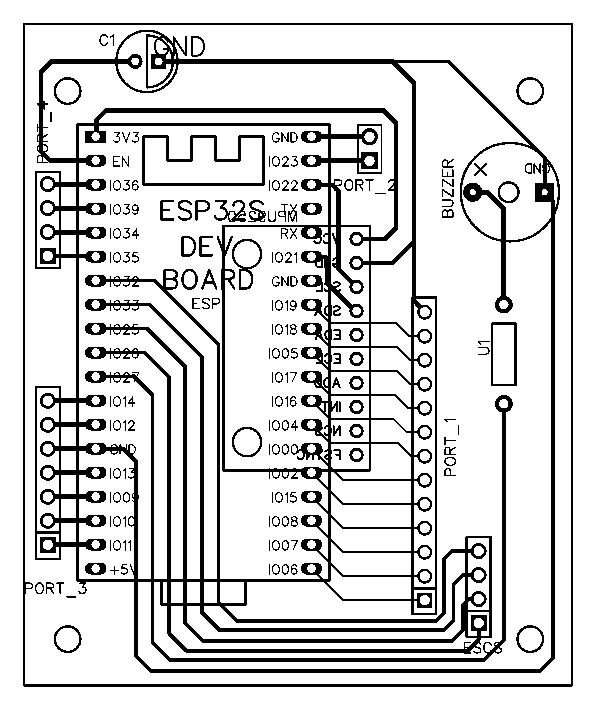 C1
GND
PORT_4
3V3
GND
EN
IO23
IO36
IO22
PORT_2
IO39
TX
ESP32S
MPU9250
IO34
RX
DEV
VCC
IO35
IO21
GND
BOARD
IO32
GND
SCL
ESP
IO33
IO19
SDA
IO25
IO18
EDA
IO26
IO05
ECL
IO27
IO17
ADO
IO14
IO16
INT
IO12
IO04
NCS
GND
IO00
FSYNC
IO13
IO02
IO09
IO15
IO10
IO08
IO11
IO07
+5V
IO06
PORT_3
PORT_1
BUZZER
GND
U1
ESCS